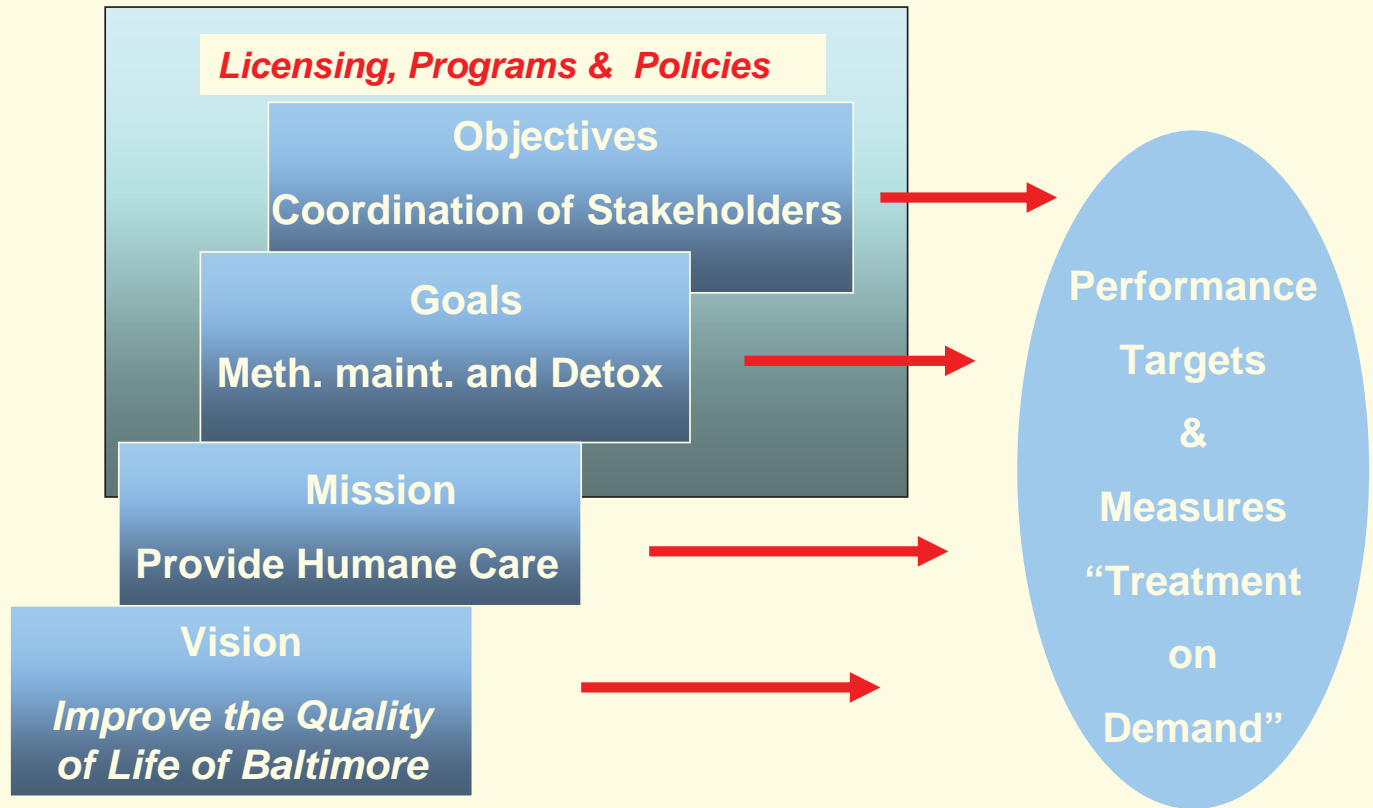 Licensing, Programs & Policies
Objectives
Coordination of Stakeholders
Goals
Meth. maint. and Detox
Mission
Provide Humane Care
Vision
Improve the Quality
of Life of Baltimore
Performance
Targets
&
Measures
“Treatment
on
Demand”